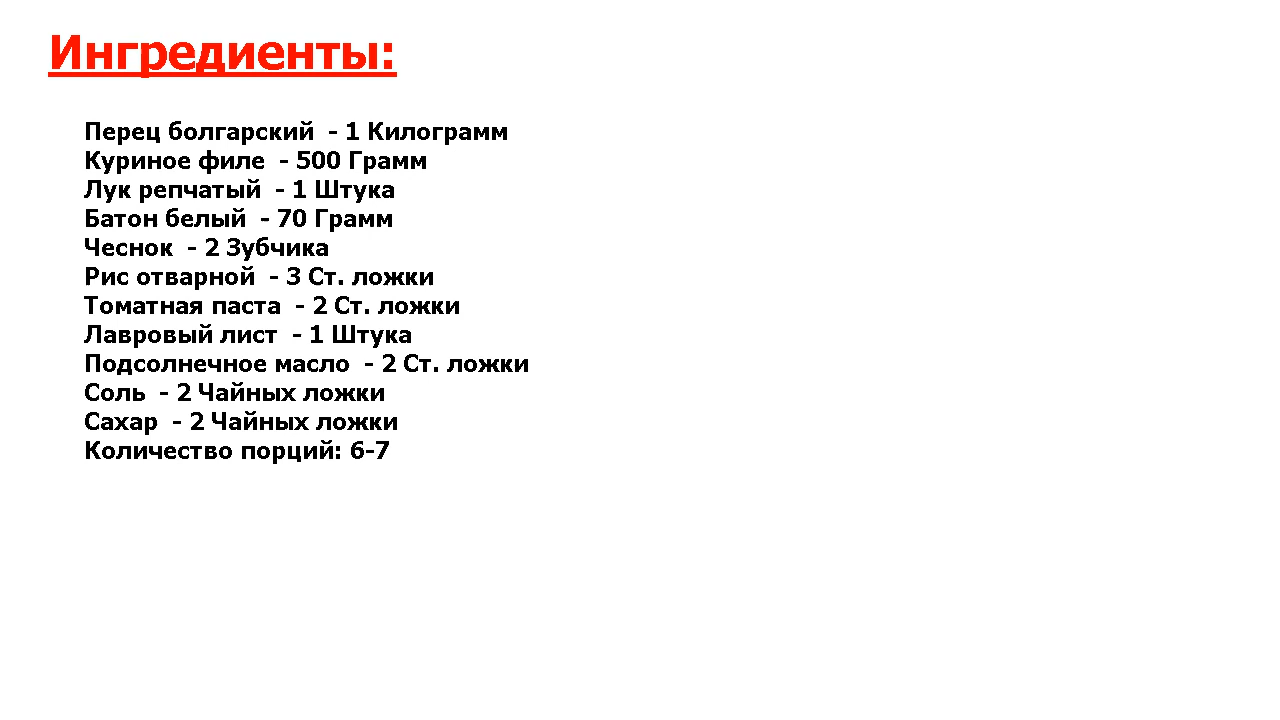 Ингредиенты:
Перец болгарский  - 1 Килограмм
Куриное филе  - 500 Грамм
Лук репчатый  - 1 Штука
Батон белый  - 70 Грамм
Чеснок  - 2 Зубчика
Рис отварной  - 3 Ст. ложки
Томатная паста  - 2 Ст. ложки
Лавровый лист  - 1 Штука
Подсолнечное масло  - 2 Ст. ложки
Соль  - 2 Чайных ложки
Сахар  - 2 Чайных ложки
Количество порций: 6-7